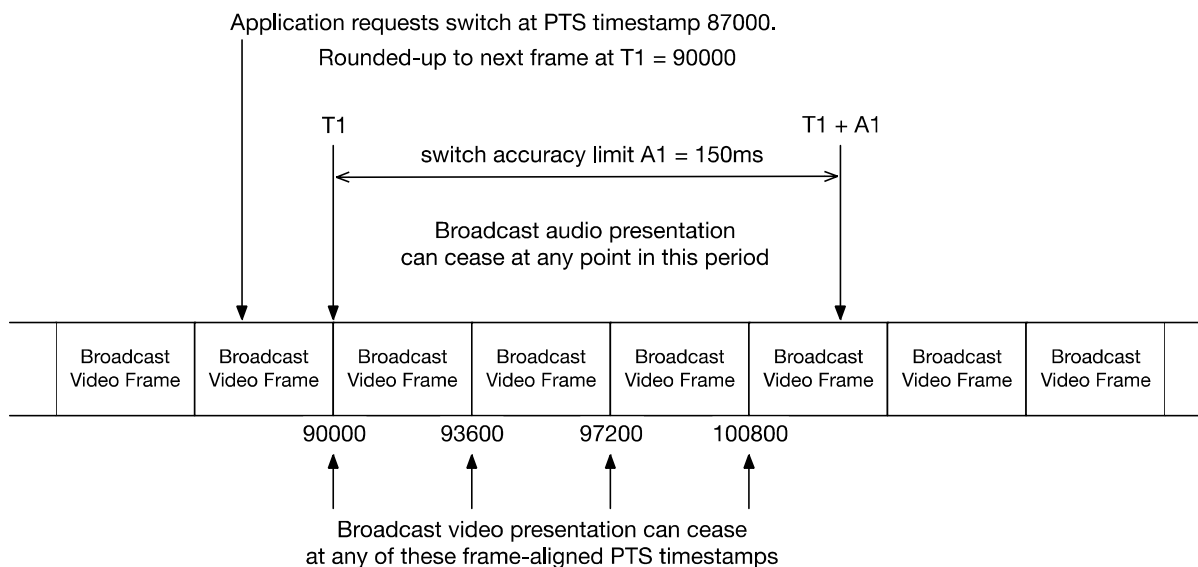 Application requests switch at PTS timestamp 87000.
Rounded-up to next frame at T1 = 90000
T1
T1 + A1
switch accuracy limit A1 = 150ms
Broadcast audio presentation
can cease at any point in this period
Broadcast Broadcast Broadcast Broadcast Broadcast Broadcast Broadcast Broadcast
Video Frame Video Frame Video Frame Video Frame Video Frame Video Frame Video Frame Video Frame
90000 93600 97200 100800
Broadcast video presentation can cease
at any of these frame-aligned PTS timestamps